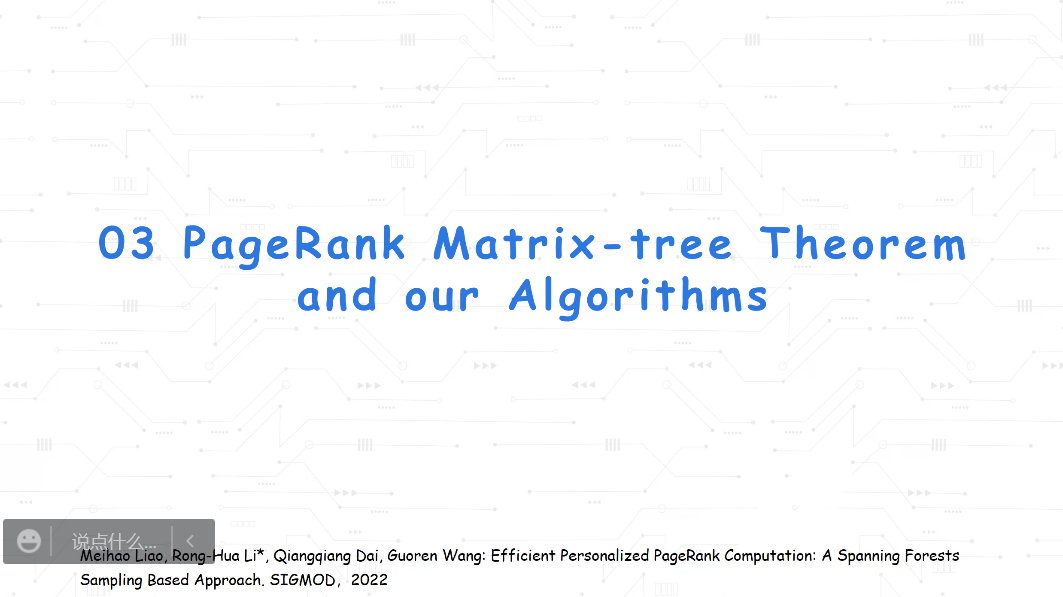 03 PageRank Matrix-tree Theorem
and our Algorithms
说点什么...
Meihao Liao, Rong-Hua Li*, Qiangqiang Dai, Guoren Wang: Efficient Personalized PageRank Computation: A Spanning Forests
Sampling Based Approach. SIGMOD, 2022